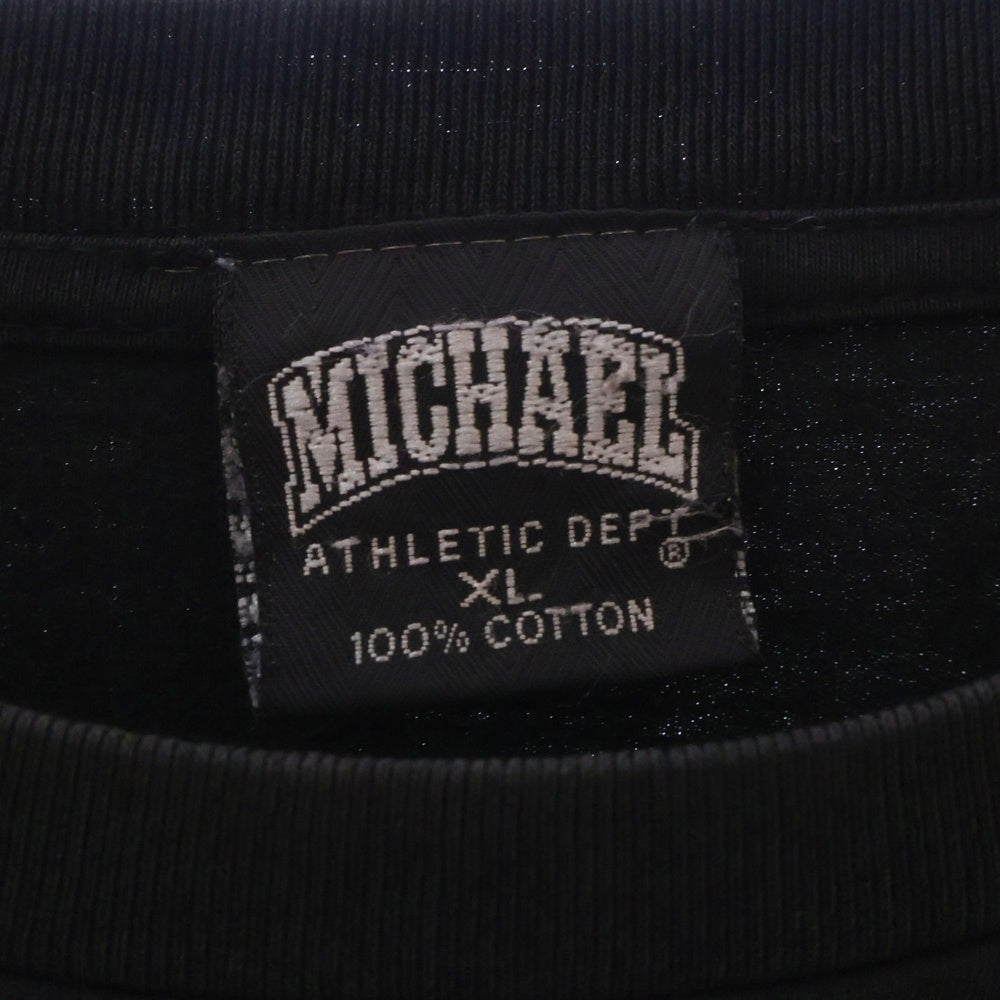 MICHAEL
ATHLETIC DEPT
®
XL
100% COTTON